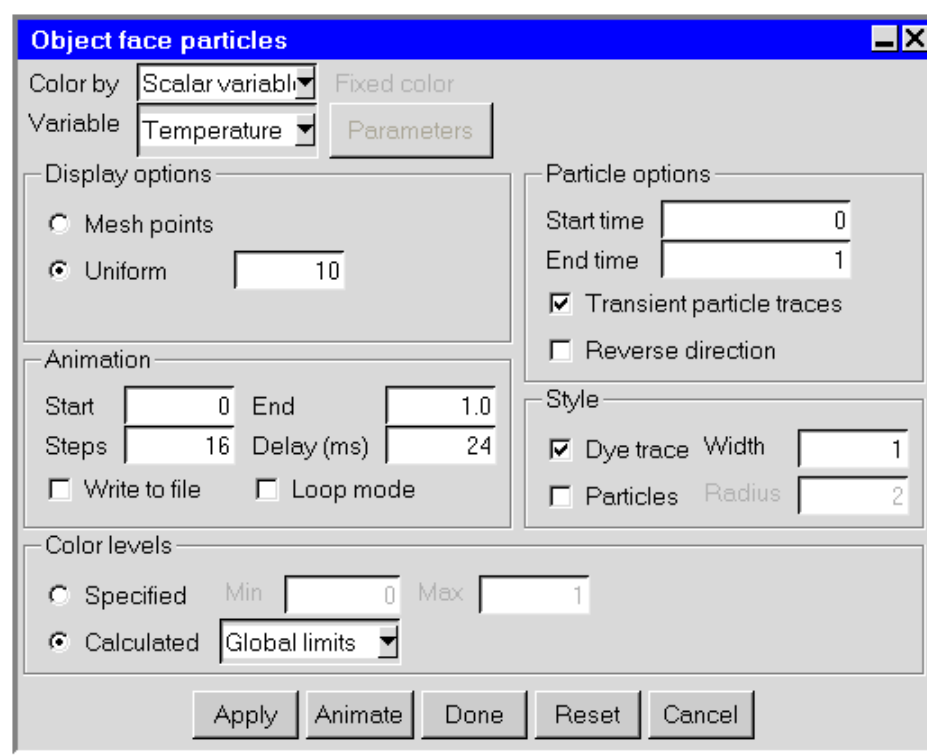 Object face particles
Color by Scalar variable Fixed color
Variable Temperature Parameters
Display options
Mesh points
Uniform 10
Particle options
Start time 0
End time 1
Transient particle traces
Reverse direction
Animation
Start 0 End 1.0
Steps 16 Delay (ms) 24
Write to file Loop mode
Style
Dye trace Width 1
Particles Radius 2
Color levels
Specified Min 0 Max 1
Calculated Global limits
Apply Animate Done Reset Cancel